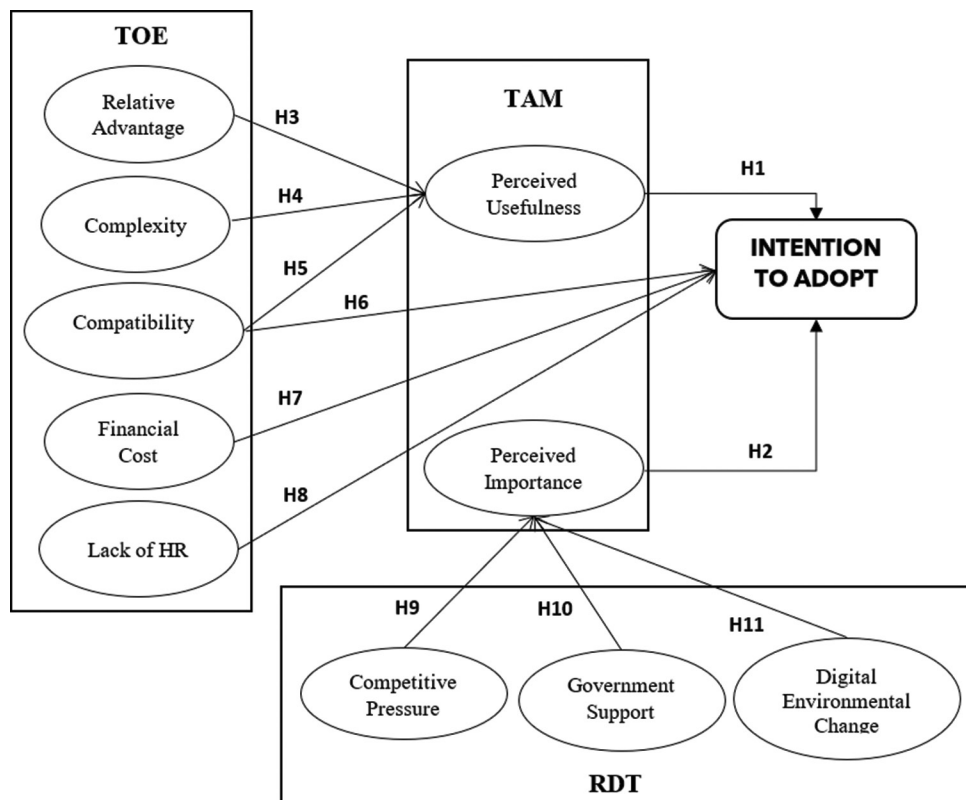 TOE
Relative
Advantage
Complexity
Compatibility
Financial
Cost
Lack of HR
H3
H4
H5
H6
H7
H8
TAM
Perceived
Usefulness
Perceived
Importance
H1
INTENTION
TO ADOPT
H2
H9
H10
H11
Competitive
Pressure
Government
Support
Digital
Environmental
Change
RDT